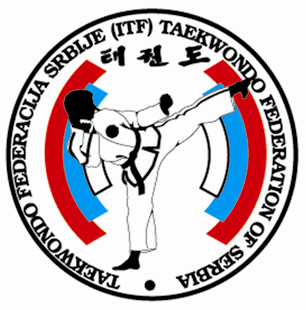 TAEKWONDO FEDERACIJA SRBIJE (ITF) TAEKWONDO FEDERATION OF SERBIA
태권도